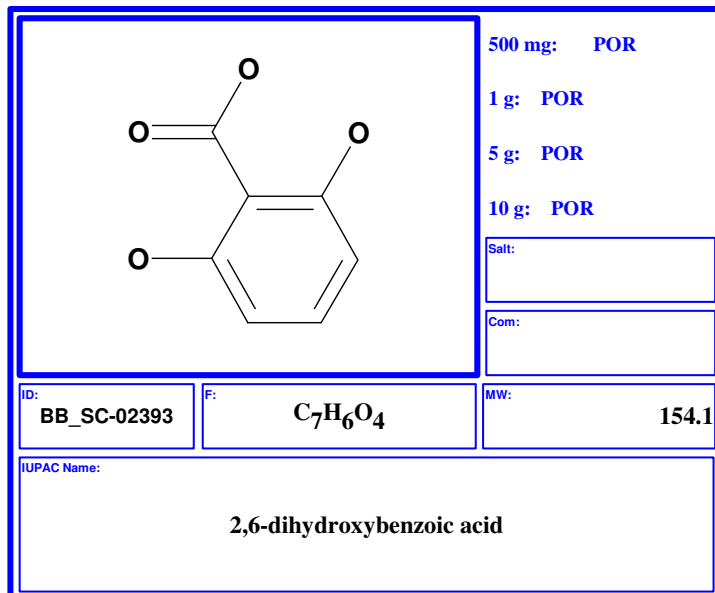 O
O
O
O
500 mg: POR
1 g: POR
5 g: POR
10 g: POR
Salt:
Com:
ID:
BB_SC-02393
F:
C7H6O4
MW:
154.1
IUPAC Name:
2,6-dihydroxybenzoic acid